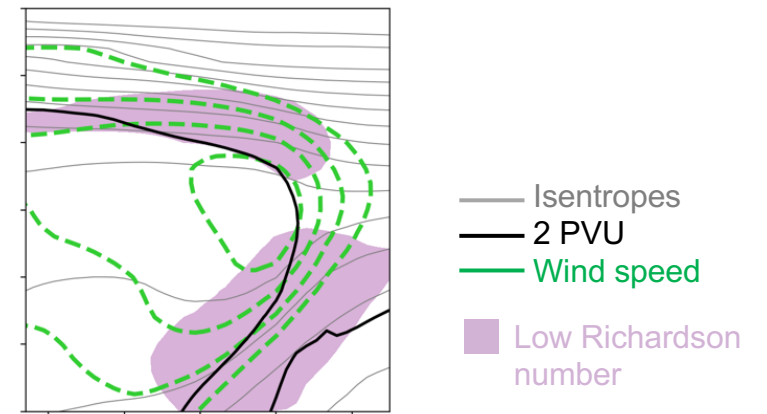 Isentropes
2 PVU
Wind speed
Low Richardson
number